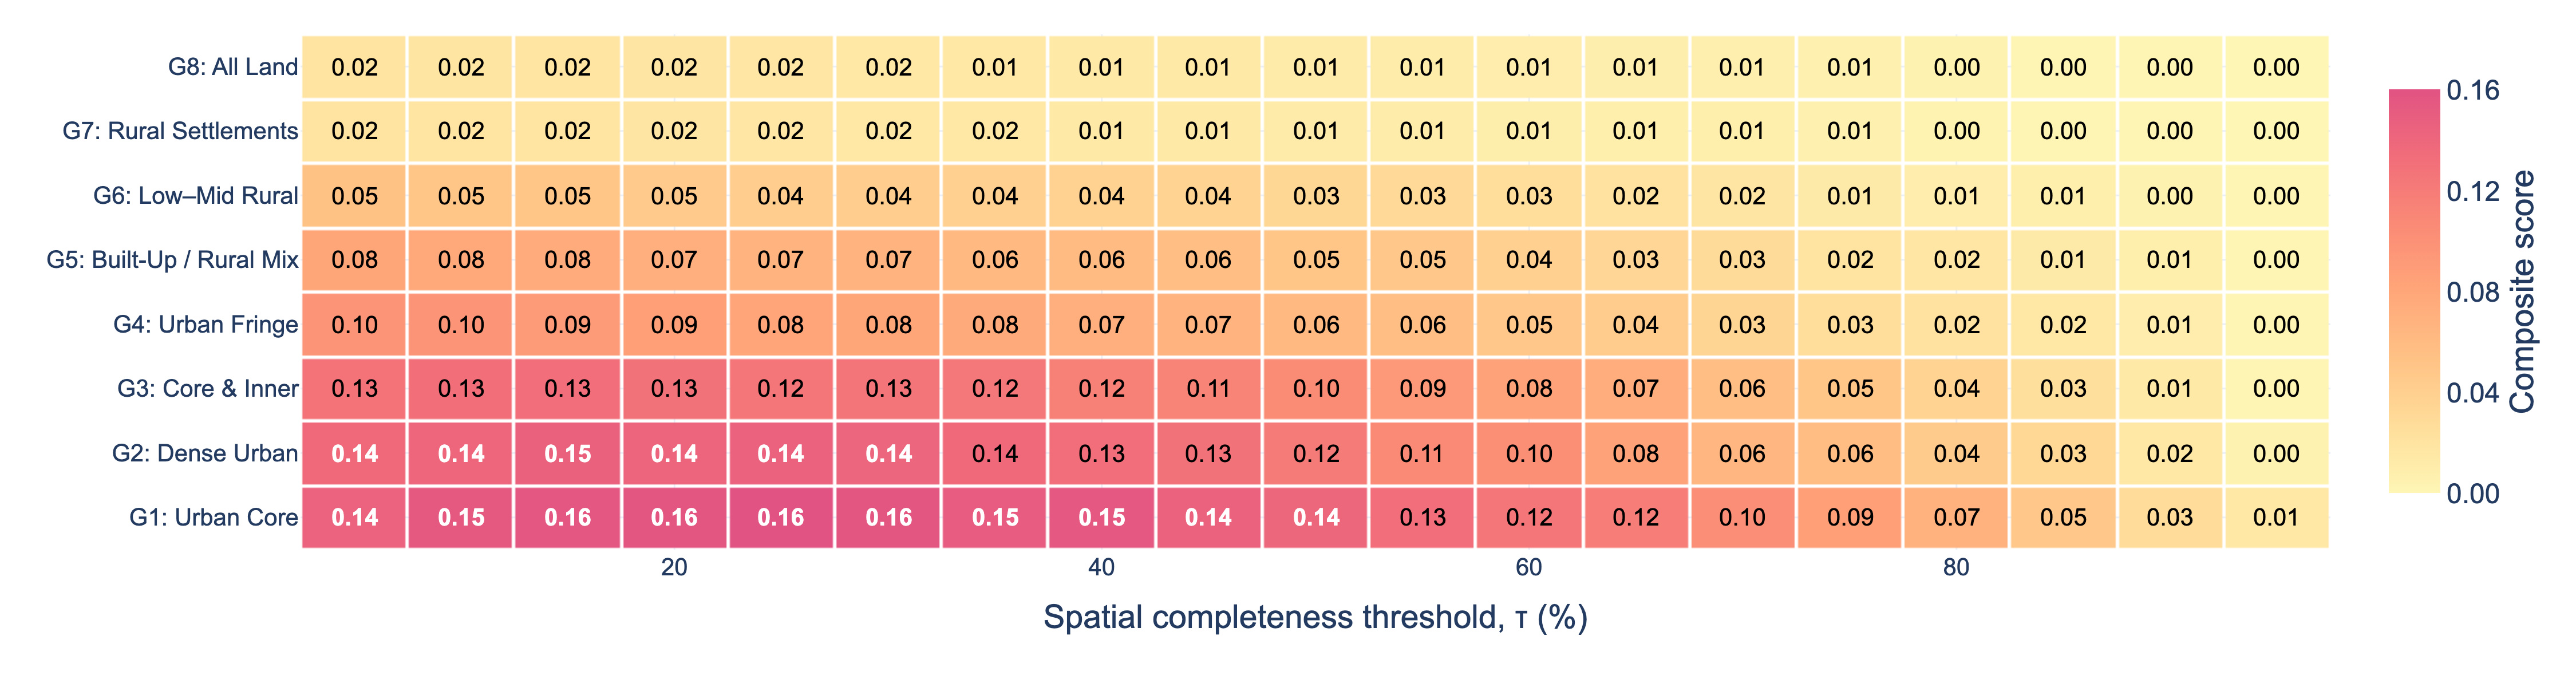 G8: All Land 0.02 0.02 0.02 0.02 0.02 0.02 0.01 0.01 0.01 0.01 0.01 0.01 0.01 0.01 0.01 0.00 0.00 0.00 0.00
G7: Rural Settlements 0.02 0.02 0.02 0.02 0.02 0.02 0.02 0.01 0.01 0.01 0.01 0.01 0.01 0.01 0.01 0.00 0.00 0.00 0.00
G6: Low–Mid Rural 0.05 0.05 0.05 0.05 0.04 0.04 0.04 0.04 0.04 0.03 0.03 0.03 0.02 0.02 0.01 0.01 0.01 0.00 0.00
G5: Built-Up / Rural Mix 0.08 0.08 0.08 0.07 0.07 0.07 0.06 0.06 0.06 0.05 0.05 0.04 0.03 0.03 0.02 0.02 0.01 0.01 0.00
G4: Urban Fringe 0.10 0.10 0.09 0.09 0.08 0.08 0.08 0.07 0.07 0.06 0.06 0.05 0.04 0.03 0.03 0.02 0.02 0.01 0.00
G3: Core & Inner 0.13 0.13 0.13 0.13 0.12 0.13 0.12 0.12 0.11 0.10 0.09 0.08 0.07 0.06 0.05 0.04 0.03 0.01 0.00
G2: Dense Urban 0.14 0.14 0.15 0.14 0.14 0.14 0.14 0.13 0.13 0.12 0.11 0.10 0.08 0.06 0.06 0.04 0.03 0.02 0.00
G1: Urban Core 0.14 0.15 0.16 0.16 0.16 0.16 0.15 0.15 0.14 0.14 0.13 0.12 0.12 0.10 0.09 0.07 0.05 0.03 0.01
20 40 60 80
Spatial completeness threshold, τ (%)
0.16
0.12
0.08
0.04
0.00
Composite score